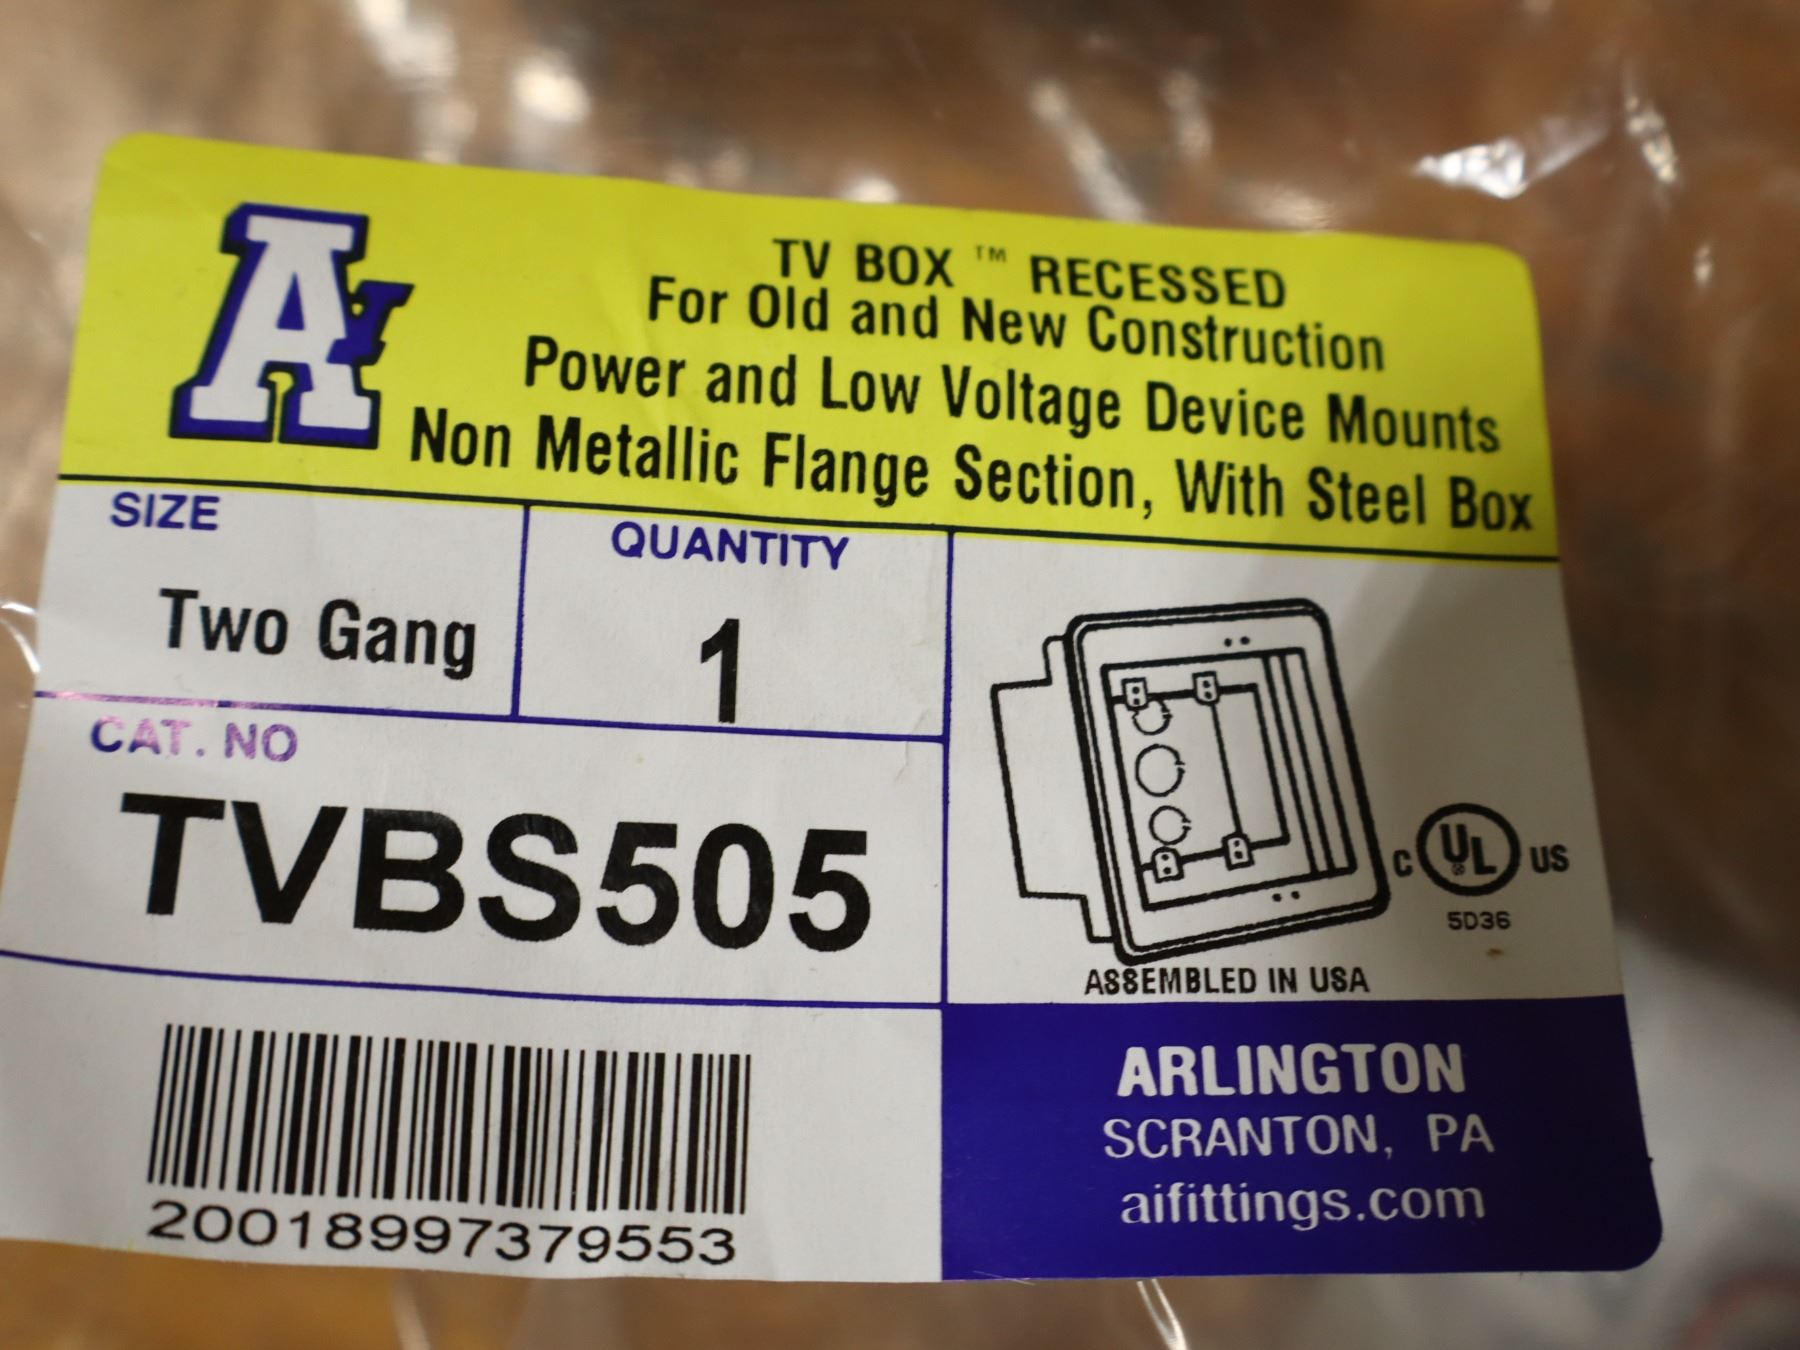 A
TV BOX ™ RECESSED
For Old and New Construction
Power and Low Voltage Device Mounts
Non Metallic Flange Section, With Steel Box
SIZE
Two Gang
QUANTITY
1
CAT. NO
TVBS505
C UL US
5D36
ASSEMBLED IN USA
20018997379553
ARLINGTON
SCRANTON, PA
aifittings.com